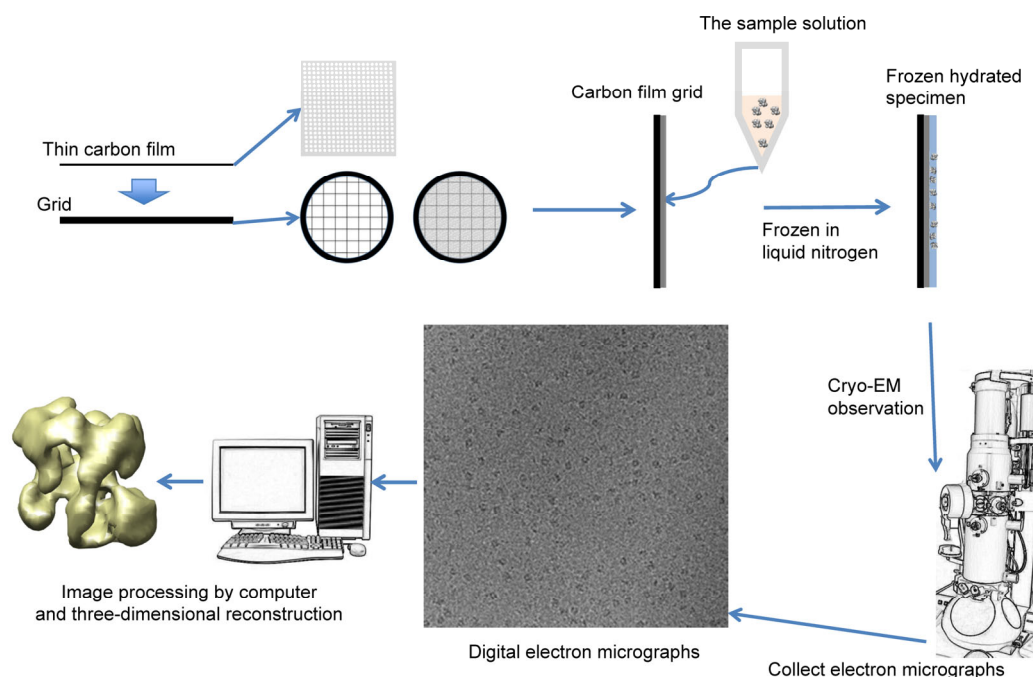 The sample solution
Carbon film grid
Frozen hydrated
specimen
Thin carbon film
Grid
Frozen in
liquid nitrogen
Cryo-EM
observation
Image processing by computer
and three-dimensional reconstruction
Digital electron micrographs
Collect electron micrographs